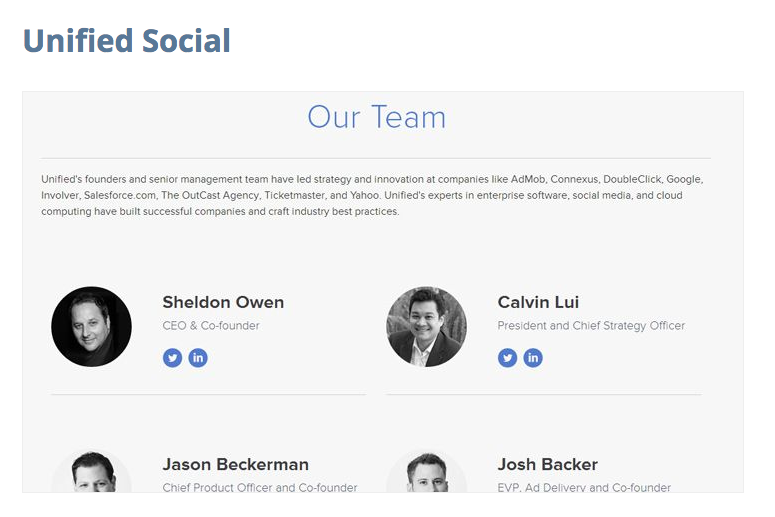 Unified Social
Our Team
Unified's founders and senior management team have led strategy and innovation at companies like AdMob, Connexus, DoubleClick, Google,
Involver, Salesforce.com, The OutCast Agency, Ticketmaster, and Yahoo. Unified's experts in enterprise software, social media, and cloud
computing have built successful companies and craft industry best practices.
Sheldon Owen
CEO & Co-founder
in
Calvin Lui
President and Chief Strategy Officer
in
Jason Beckerman
Chief Product Officer and Co-founder
Josh Backer
EVP, Ad Delivery and Co-founder